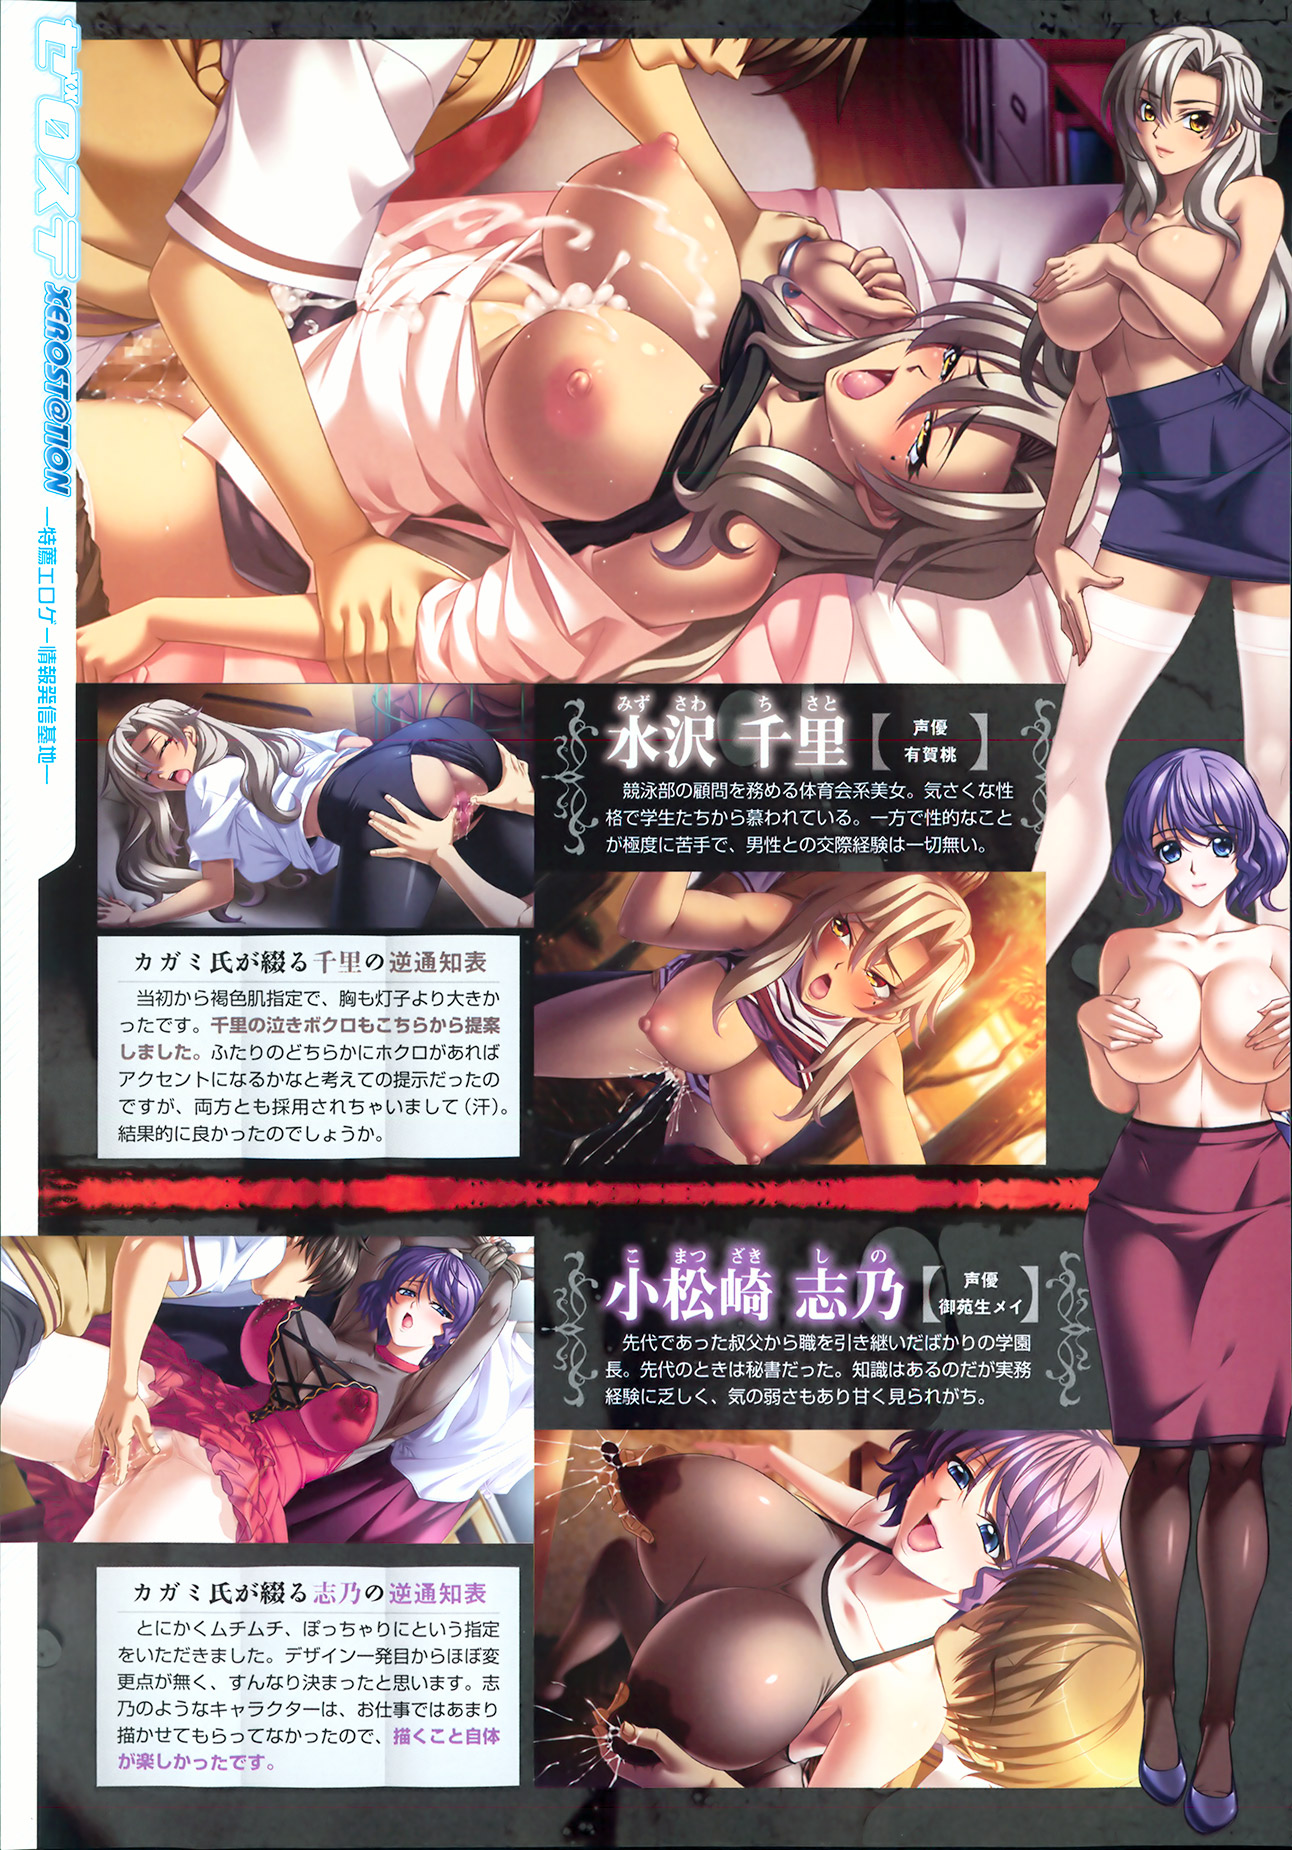 ゼロステ
XEROST@TION
―特薦エロゲー情報発信基地―
みず さわ ち さと
水沢 千里
【声優
有賀桃】
競泳部の顧問を務める体育会系美女。気さくな性
格で学生たちから慕われている。一方で性的なこと
が極度に苦手で、男性との交際経験は一切無い。
カガミ氏が綴る千里の逆通知表
当初から褐色肌指定で、胸も灯子より大きか
ったです。千里の泣きボクロもこちらから提案
しました。ふたりのどちらかにホクロがあれば
アクセントになるかなと考えての提示だったの
ですが、両方とも採用されちゃいまして(汗)。
結果的に良かったのでしょうか。
こ まつ ざき し の
小松崎 志乃
【声優
御苑生メイ】
先代であった叔父から職を引き継いだばかりの学園
長。先代のときは秘書だった。知識はあるのだが実務
経験に乏しく、気の弱さもあり甘く見られがち。
カガミ氏が綴る志乃の逆通知表
とにかくムチムチ、ぽっちゃりにという指定
をいただきました。デザイン一発目からほぼ変
更点が無く、すんなり決まったと思います。志
乃のようなキャラクターは、お仕事ではあまり
描かせてもらってなかったので、描くこと自体
が楽しかったです。